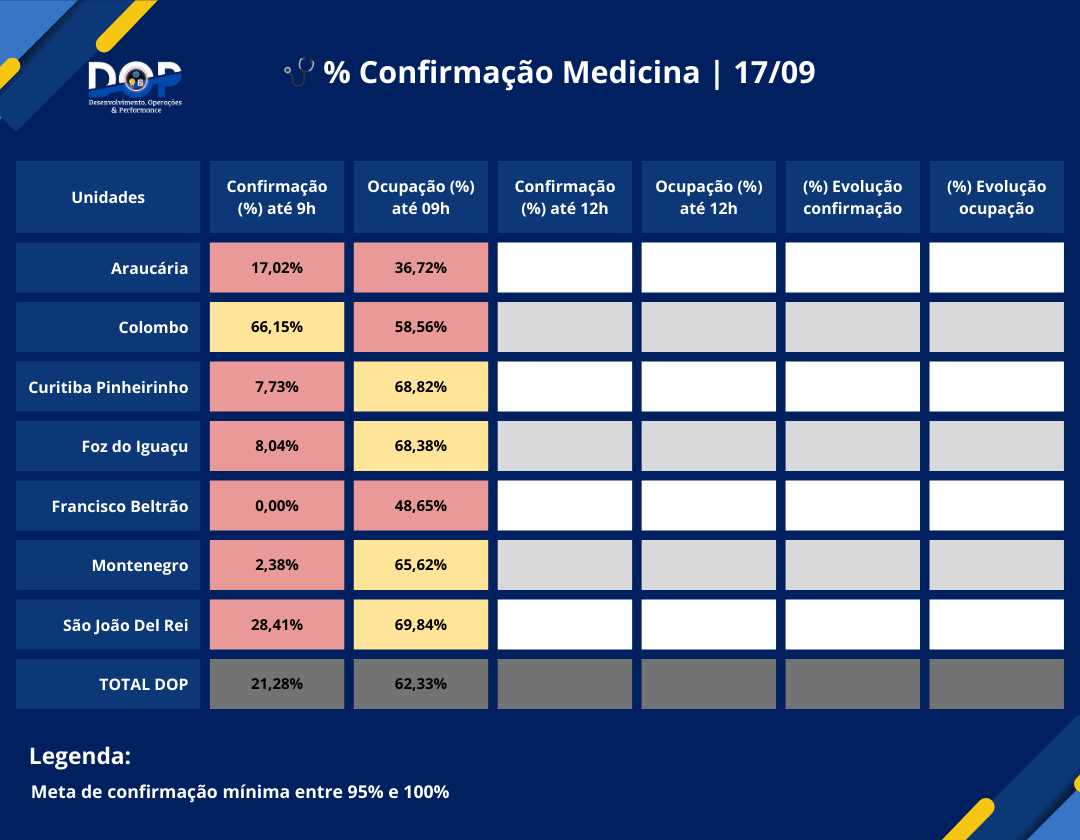 DOP
Desenvolvimento, Operações
& Performance
% Confirmação Medicina | 17/09
Unidades
Confirmação
(%) até 9h
Ocupação (%)
até 09h
Confirmação
(%) até 12h
Ocupação (%)
até 12h
(%) Evolução
confirmação
(%) Evolução
ocupação
Araucária 17,02% 36,72%
Colombo 66,15% 58,56%
Curitiba Pinheirinho 7,73% 68,82%
Foz do Iguaçu 8,04% 68,38%
Francisco Beltrão 0,00% 48,65%
Montenegro 2,38% 65,62%
São João Del Rei 28,41% 69,84%
TOTAL DOP 21,28% 62,33%
Legenda:
Meta de confirmação mínima entre 95% e 100%